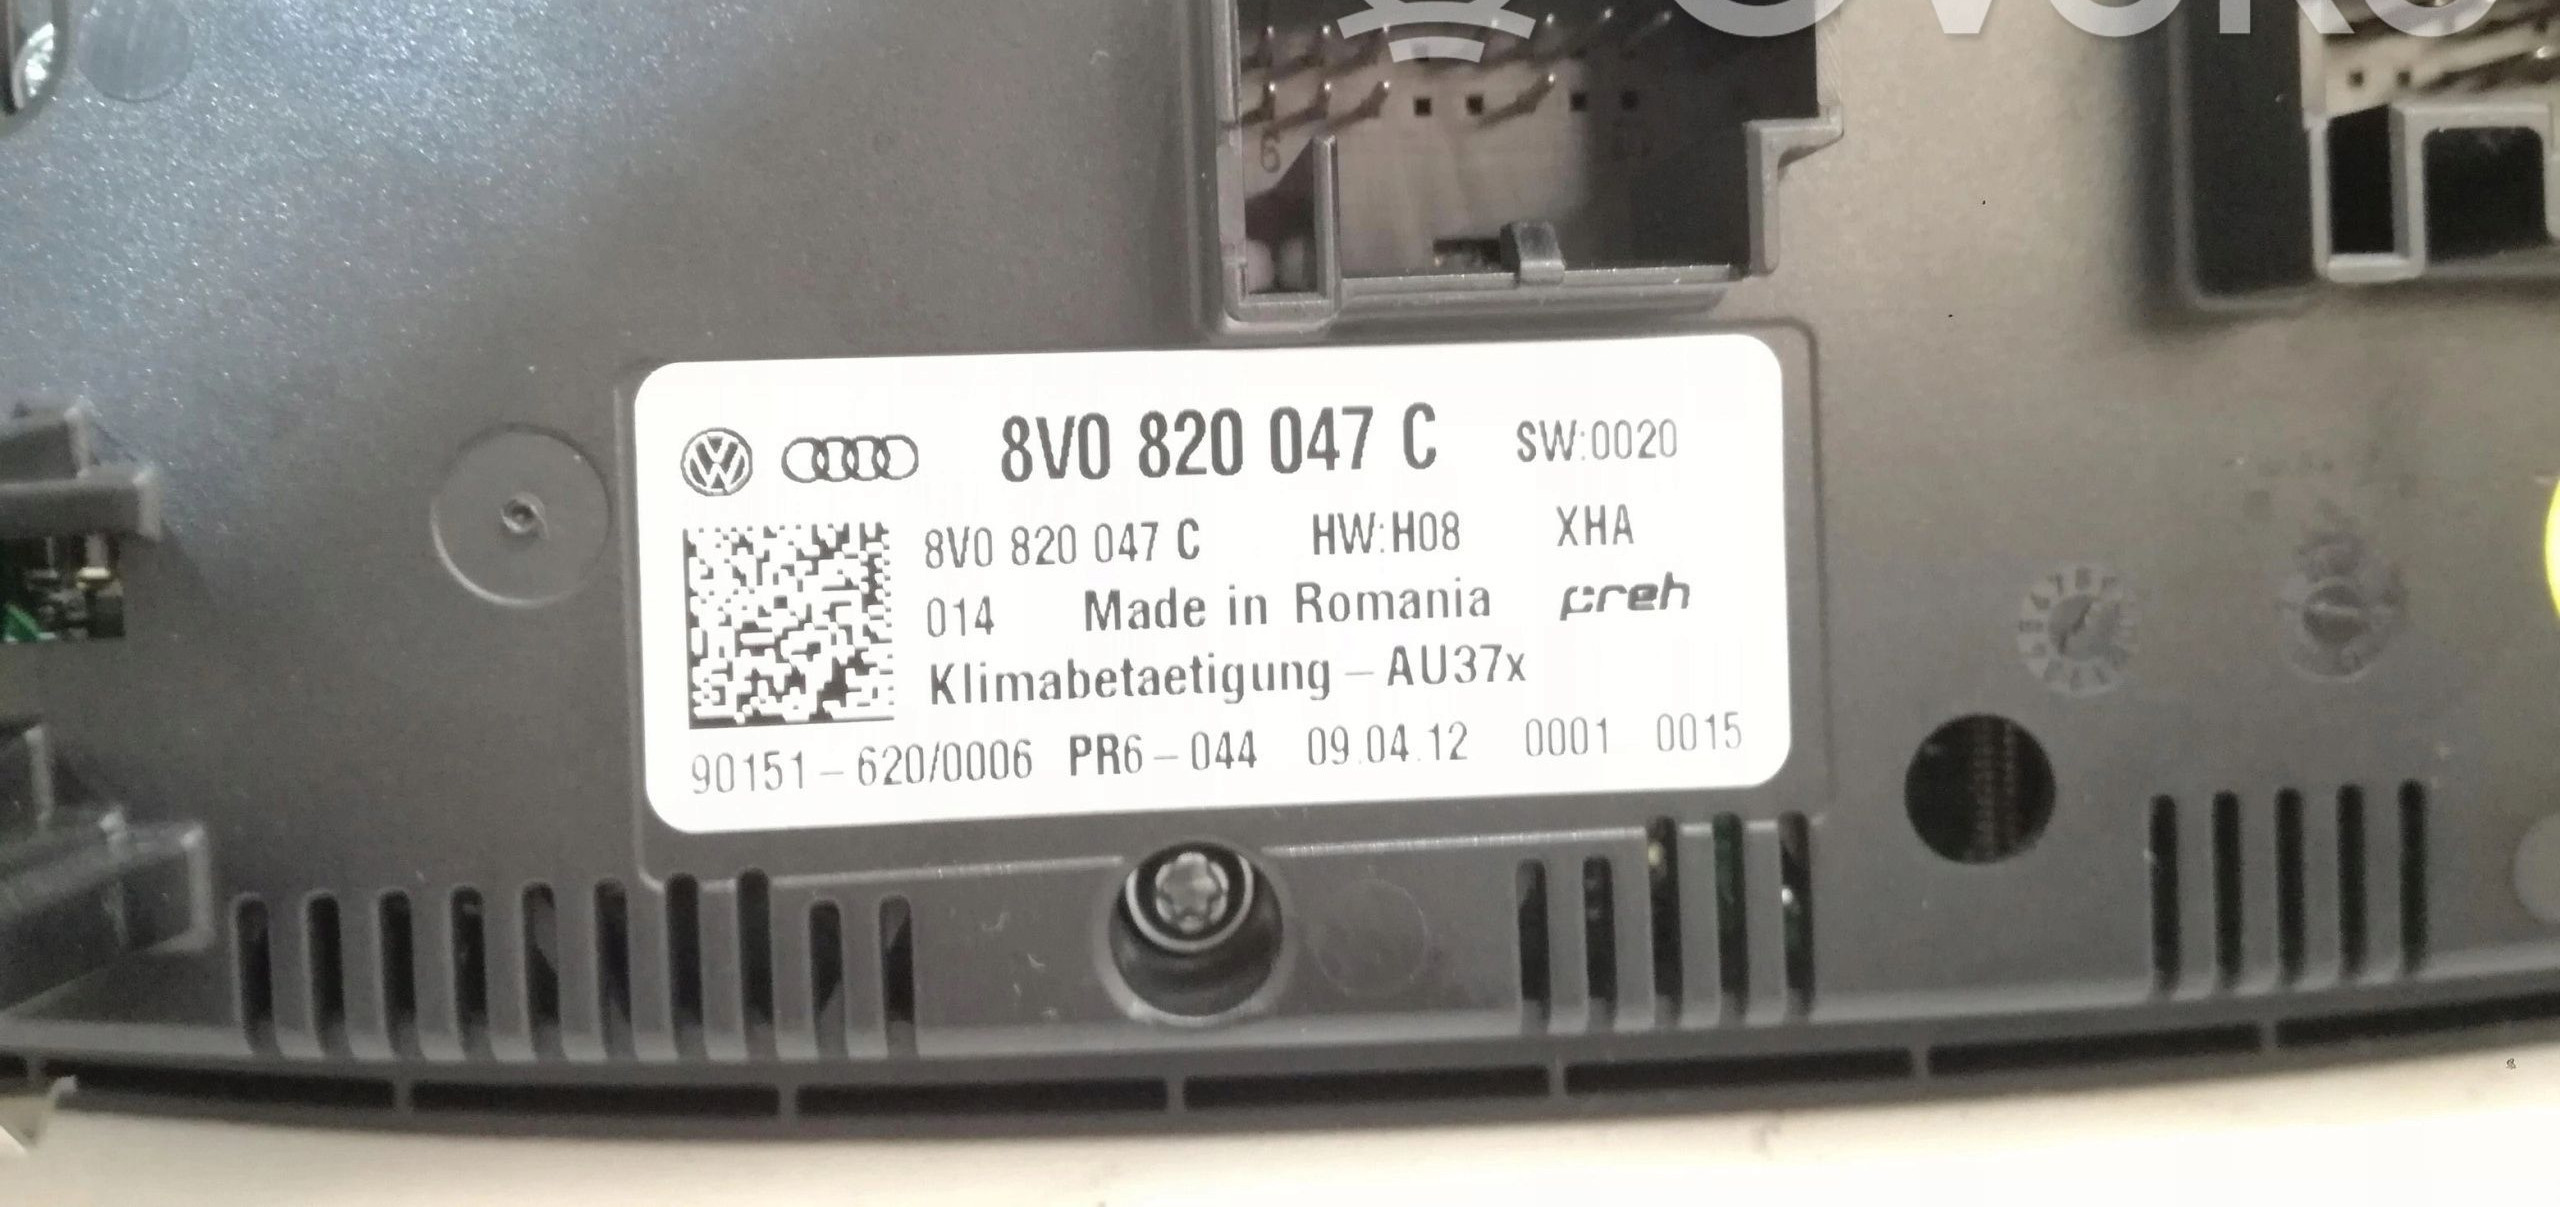 6
8V0 820 047 C SW:0020
8V0 820 047 C HW:H08 XHA
014 Made in Romania preh
Klimabetaetigung – AU37x
90151 – 620/0006 PR6 – 044 09.04.12 0001 0015